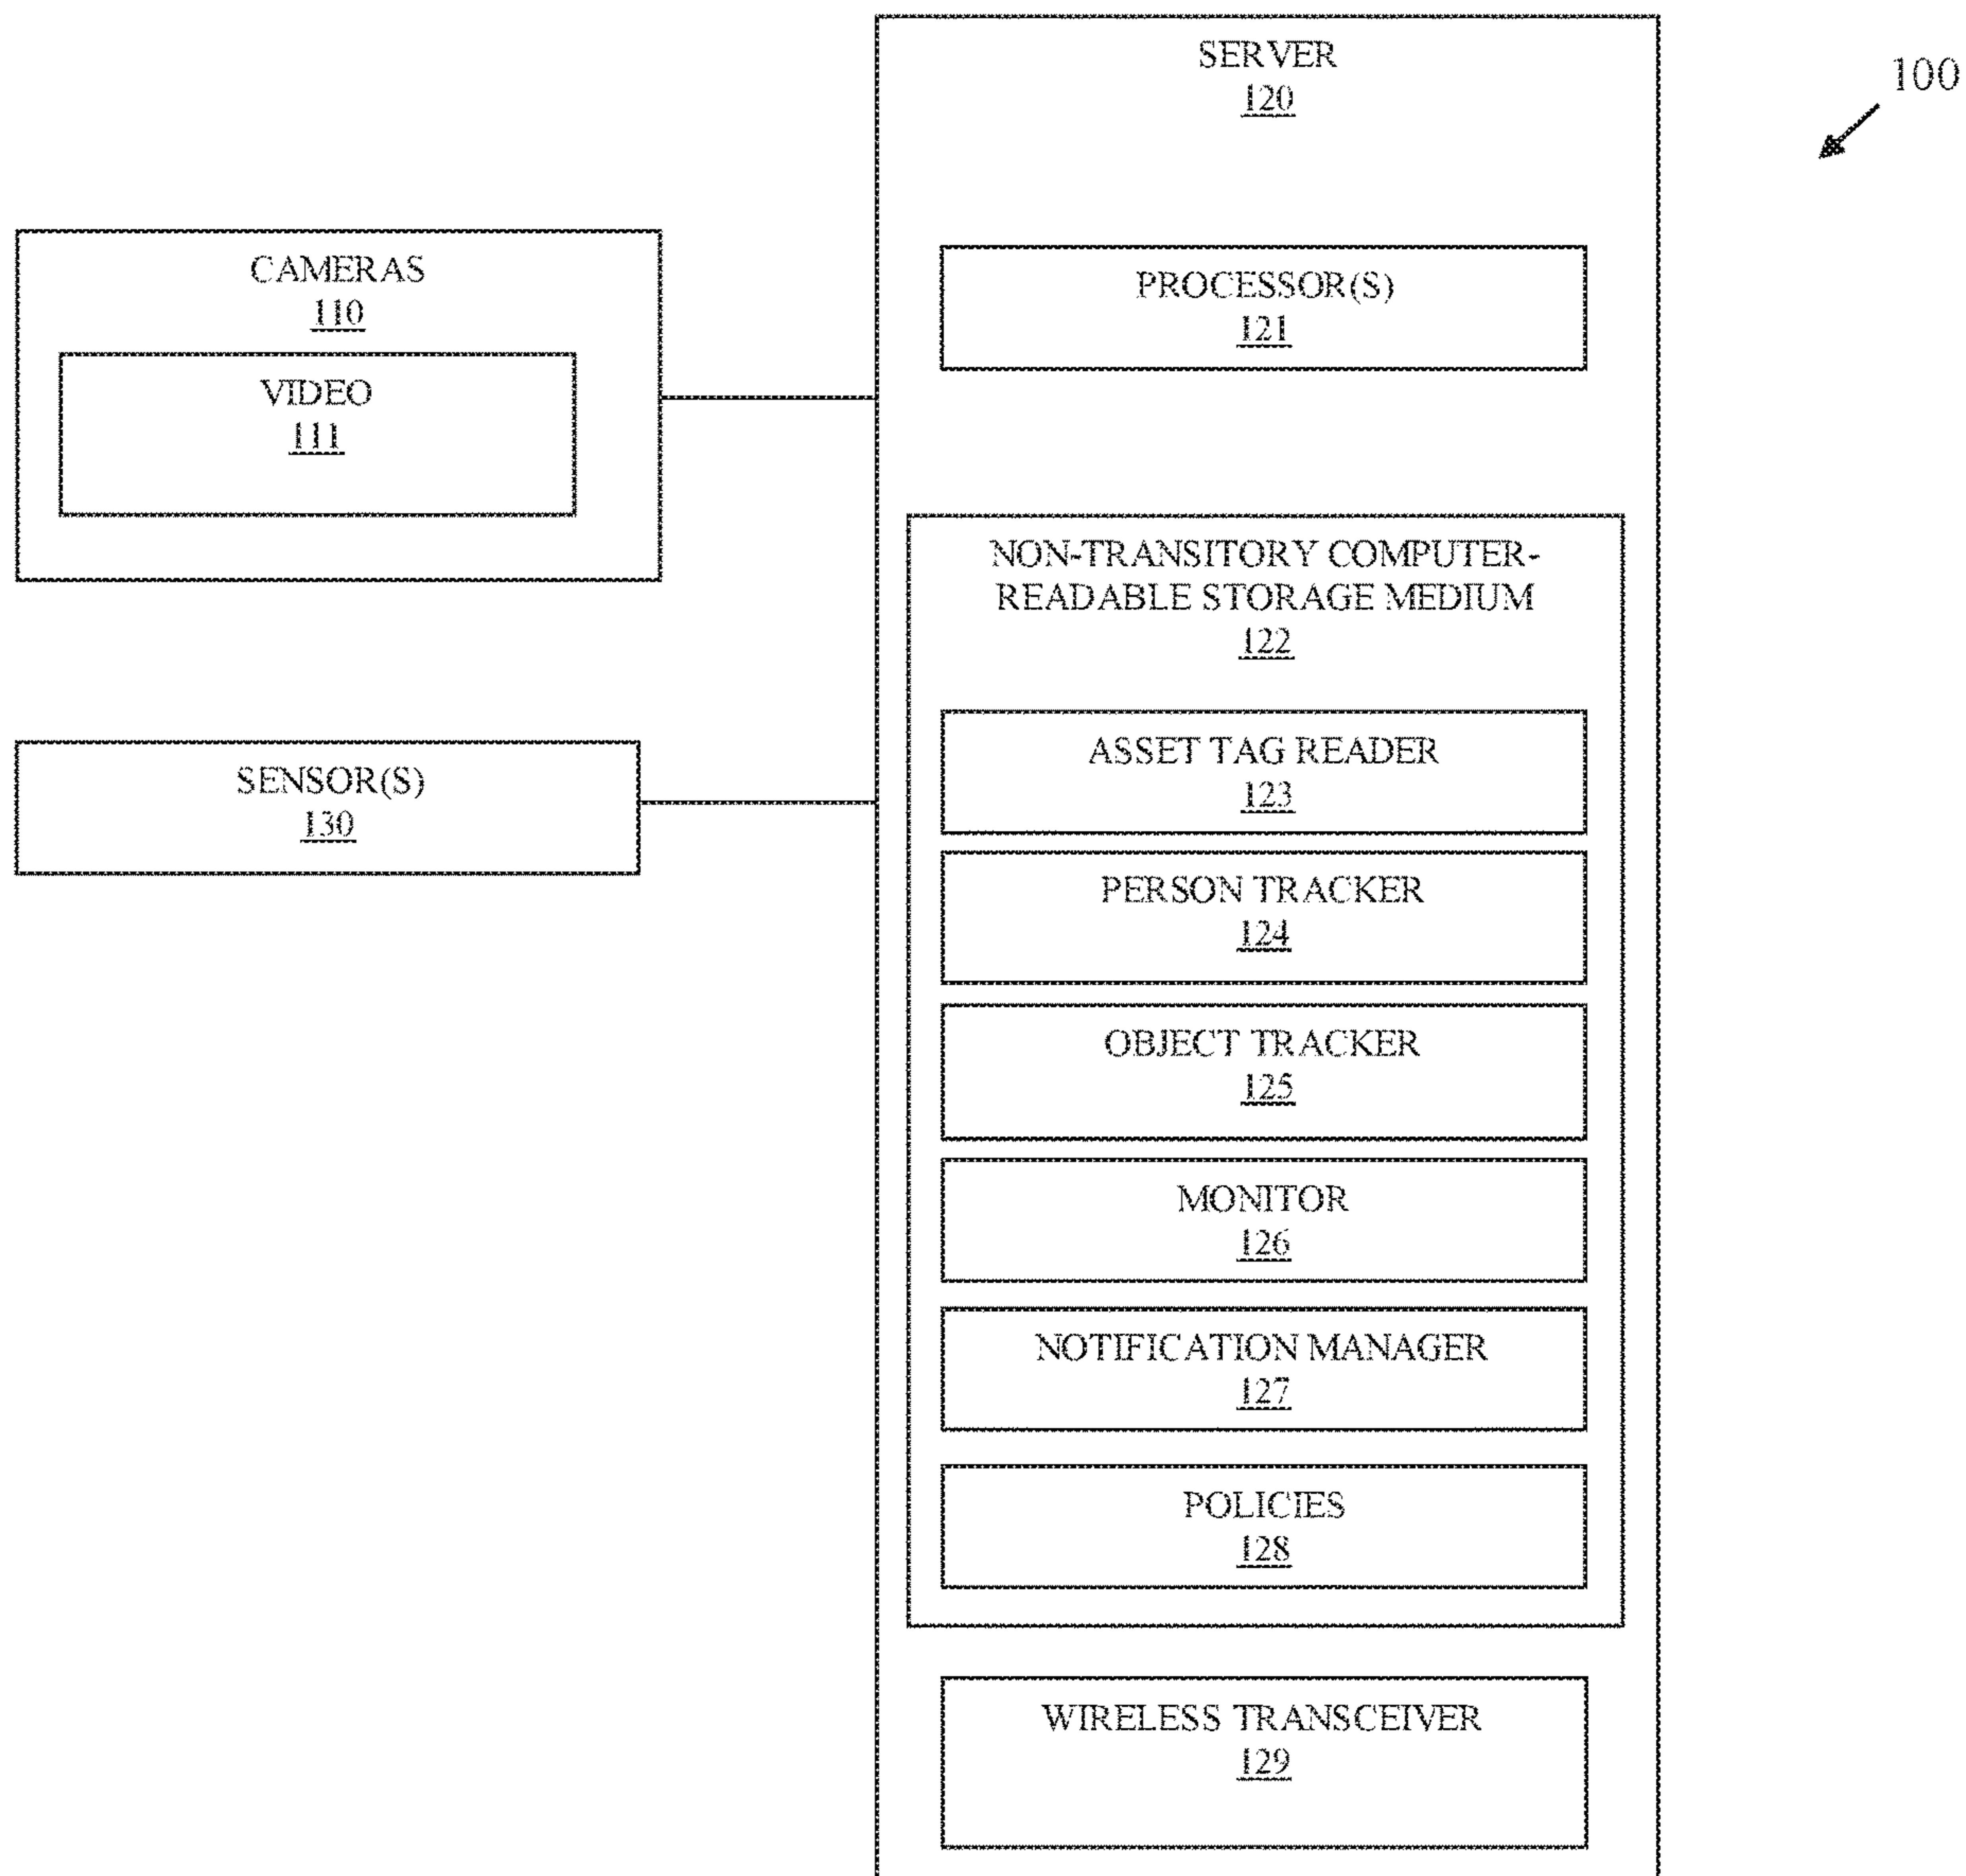 SERVER
120
100
CAMERAS
110
VIDEO
111
SENSOR(S)
130
PROCESSOR(S)
121
NON-TRANSITORY COMPUTER-
READABLE STORAGE MEDIUM
122
ASSET TAG READER
123
PERSON TRACKER
124
OBJECT TRACKER
125
MONITOR
126
NOTIFICATION MANAGER
127
POLICIES
128
WIRELESS TRANSCEIVER
129